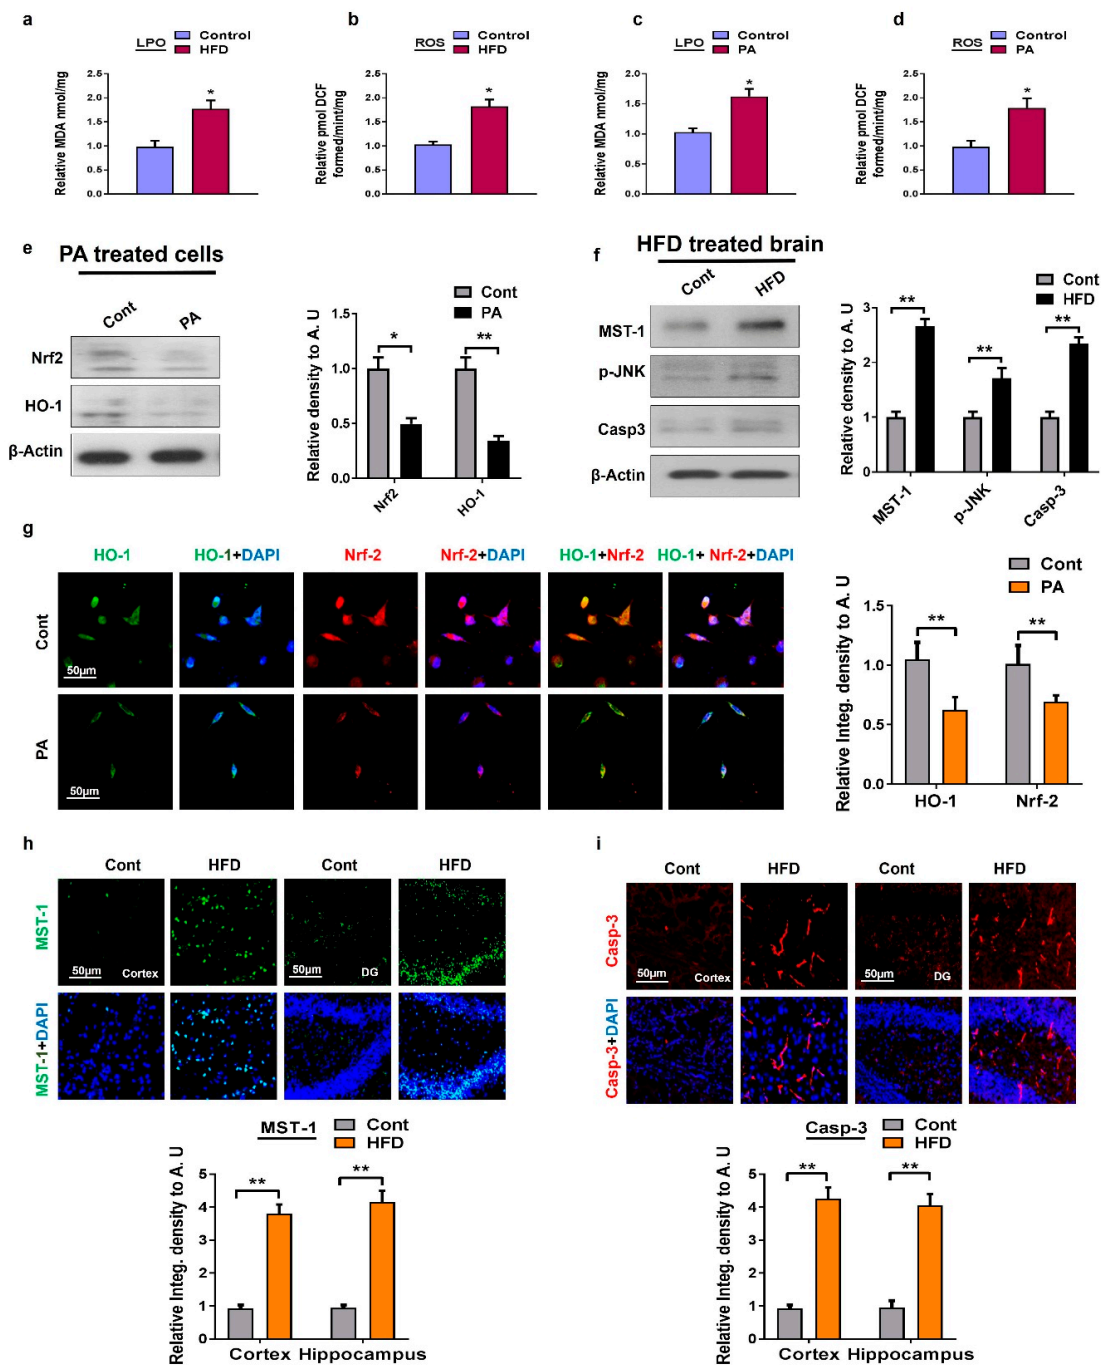 a
LPO
Control
HFD
Relative MDA nmol/mg
2.5
2.0
1.5
1.0
0.5
0.0
*
b
ROS
Control
HFD
Relative pmol DCF
formed/mint/mg
2.5
2.0
1.5
1.0
0.5
0.0
*
c
LPO
Control
PA
Relative MDA nmol/mg
2.0
1.5
1.0
0.5
0.0
*
d
ROS
Control
PA
Relative pmol DCF
formed/mint/mg
2.5
2.0
1.5
1.0
0.5
0.0
*
e
PA treated cells
Cont PA
Nrf2
HO-1
β-Actin
Cont
PA
Relative density to A. U
1.5
1.0
0.5
0.0
* **
Nrf2 HO-1
f
HFD treated brain
Cont HFD
MST-1
p-JNK
Casp3
β-Actin
Cont
HFD
Relative density to A. U
3
2
1
0
** ** **
MST-1 p-JNK Casp-3
g
HO-1 HO-1+DAPI Nrf-2 Nrf-2+DAPI HO-1+Nrf-2 HO-1+ Nrf-2+DAPI
Cont
50µm
PA
50µm
Cont
PA
Relative Integ. density to A. U
1.5
1.0
0.5
0.0
** **
HO-1 Nrf-2
h
Cont HFD Cont HFD
MST-1
50µm Cortex 50µm DG
MST-1+DAPI
MST-1
Cont
HFD
Relative Integ. density to A. U
5
4
3
2
1
0
** **
Cortex Hippocampus
i
Cont HFD Cont HFD
Casp-3
50µm Cortex 50µm DG
Casp-3+DAPI
Casp-3
Cont
HFD
Relative Integ. density to A. U
5
4
3
2
1
0
** **
Cortex Hippocampus